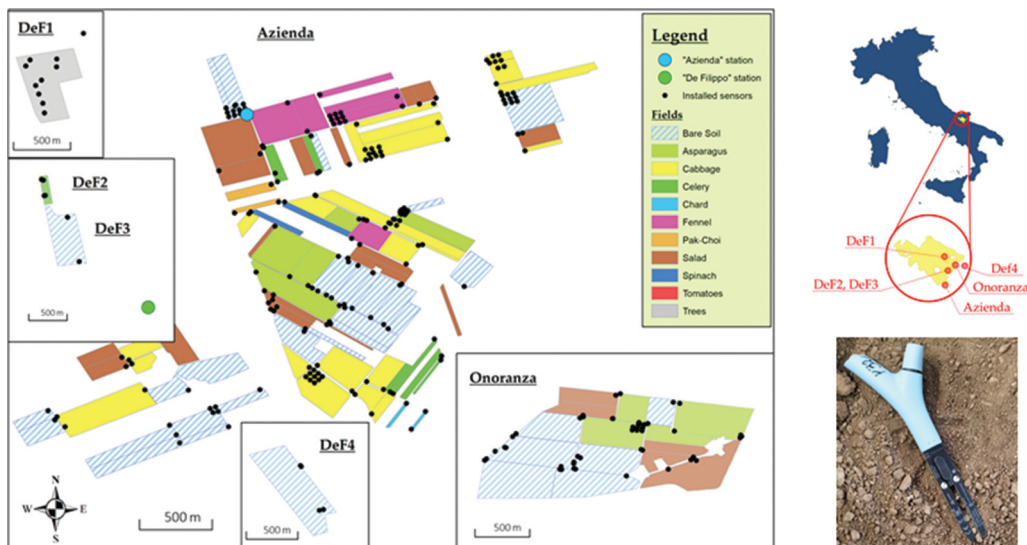 DeF1
500 m
Azienda
DeF2
DeF3
500 m
Legend
"Azienda" station
"De Filippo" station
Installed sensors
Fields
Bare Soil
Asparagus
Cabbage
Celery
Chard
Fennel
Pak-Choi
Salad
Spinach
Tomatoes
Trees
N
W E
S
500 m
DeF4
500 m
Onoranza
500 m
DeF1
Def4
DeF2, DeF3
Onoranza
Azienda